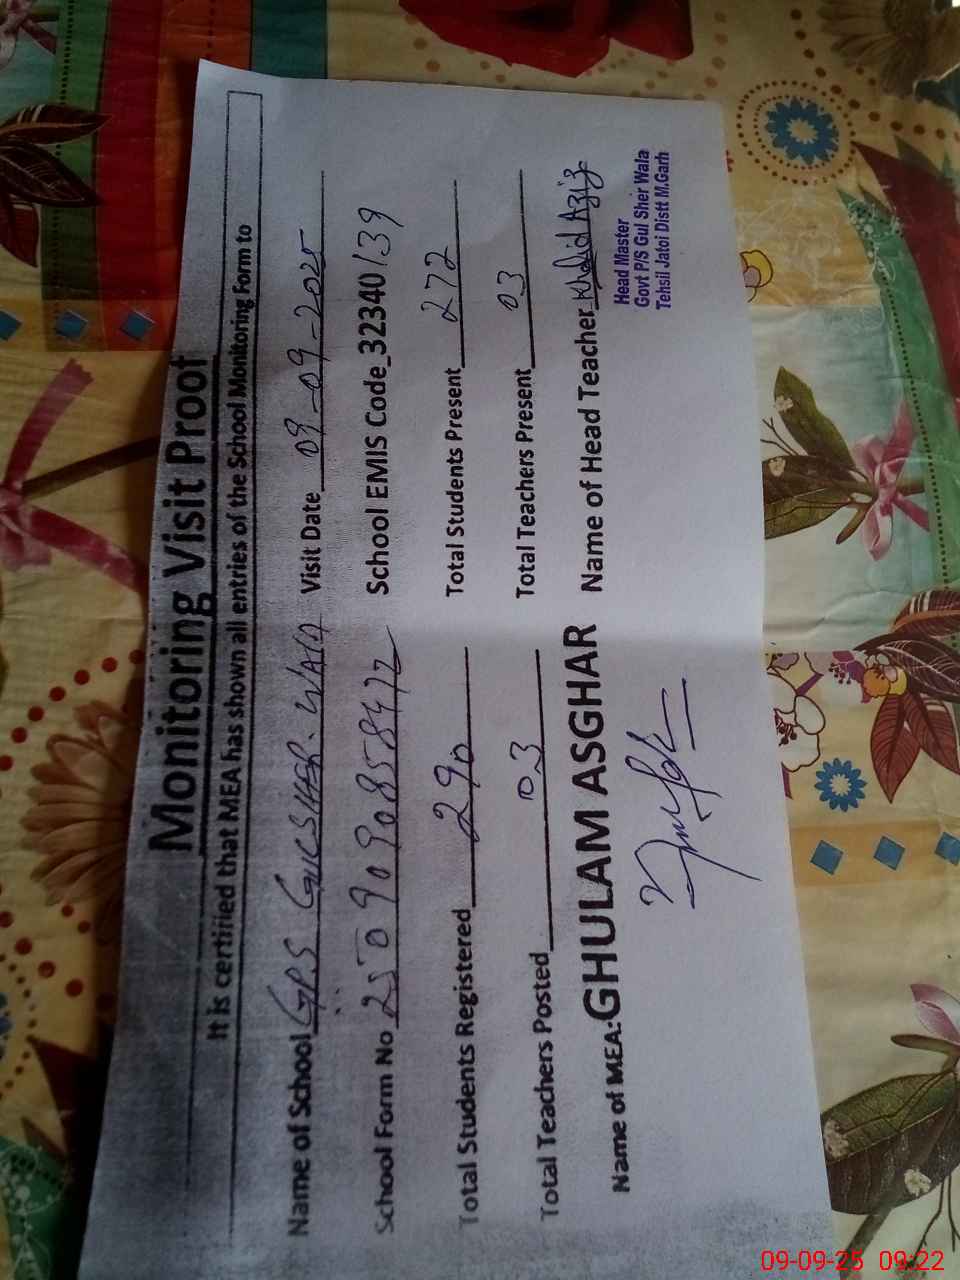 Monitoring Visit Proof
It is certified that MEA has shown all entries of the School Monitoring Form to
Name of School GPS GULSHER. WALA Visit Date 09-09-2025
School Form No 2509090858472 School EMIS Code_32340139
Total Students Registered 290 Total Students Present 272
Total Teachers Posted 03 Total Teachers Present 03
Name of MEA: GHULAM ASGHAR Name of Head Teacher Khalid Aziz
Head Master
Govt P/S Gul Sher Wala
Tehsil Jatoi Distt M.Garh
09-09-25 09:22